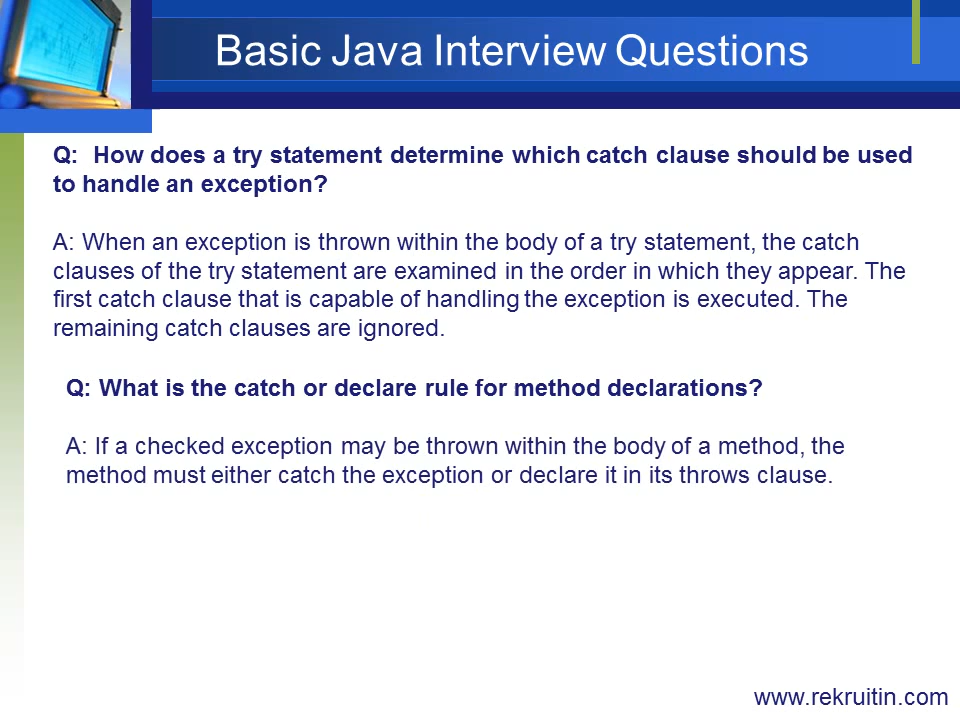 Basic Java Interview Questions
Q:  How does a try statement determine which catch clause should be used
to handle an exception?
A: When an exception is thrown within the body of a try statement, the catch
clauses of the try statement are examined in the order in which they appear. The
first catch clause that is capable of handling the exception is executed. The
remaining catch clauses are ignored.
Q: What is the catch or declare rule for method declarations?
A: If a checked exception may be thrown within the body of a method, the
method must either catch the exception or declare it in its throws clause.
www.rekruitin.com